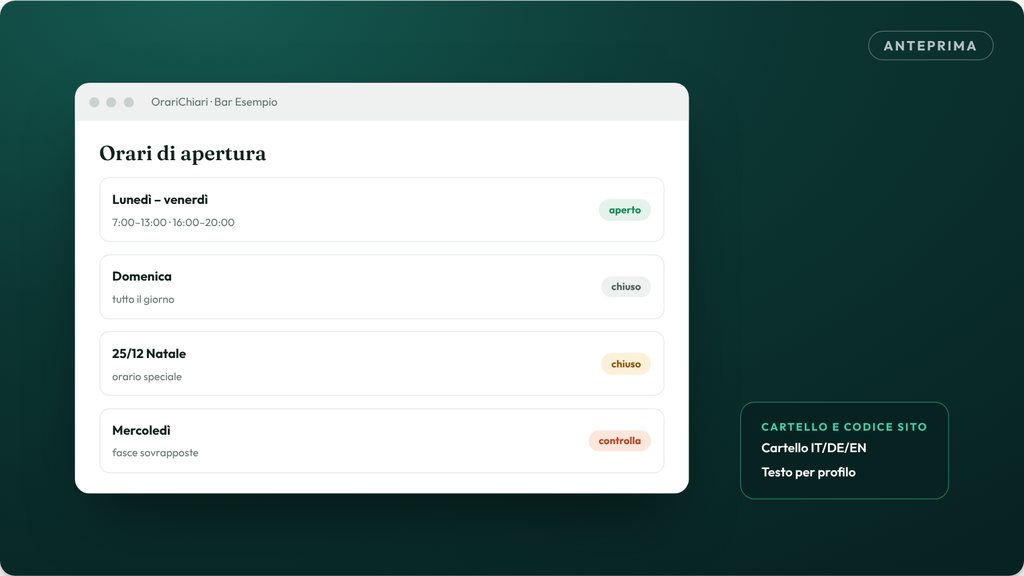 ANTEPRIMA
OrariChiari · Bar Esempio
Orari di apertura
Lunedì – venerdì
7:00–13:00 · 16:00–20:00
aperto
Domenica
tutto il giorno
chiuso
25/12 Natale
orario speciale
chiuso
Mercoledì
fasce sovrapposte
controlla
CARTELLO E CODICE SITO
Cartello IT/DE/EN
Testo per profilo